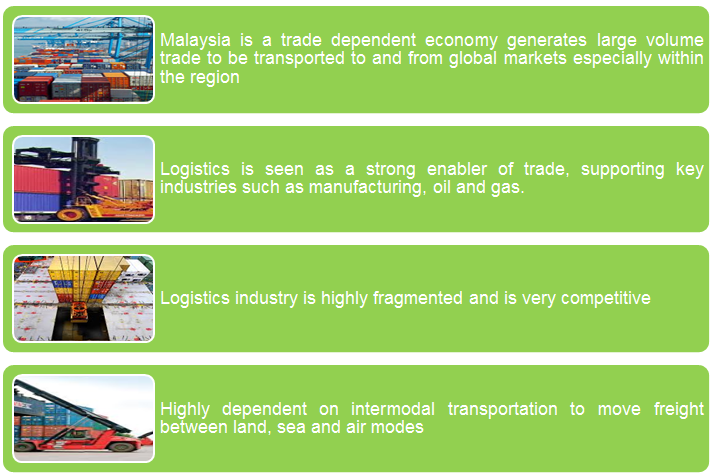 Malaysia is a trade dependent economy generates large volume
trade to be transported to and from global markets especially within
the region
Logistics is seen as a strong enabler of trade, supporting key
industries such as manufacturing, oil and gas.
Logistics industry is highly fragmented and is very competitive
Highly dependent on intermodal transportation to move freight
between land, sea and air modes